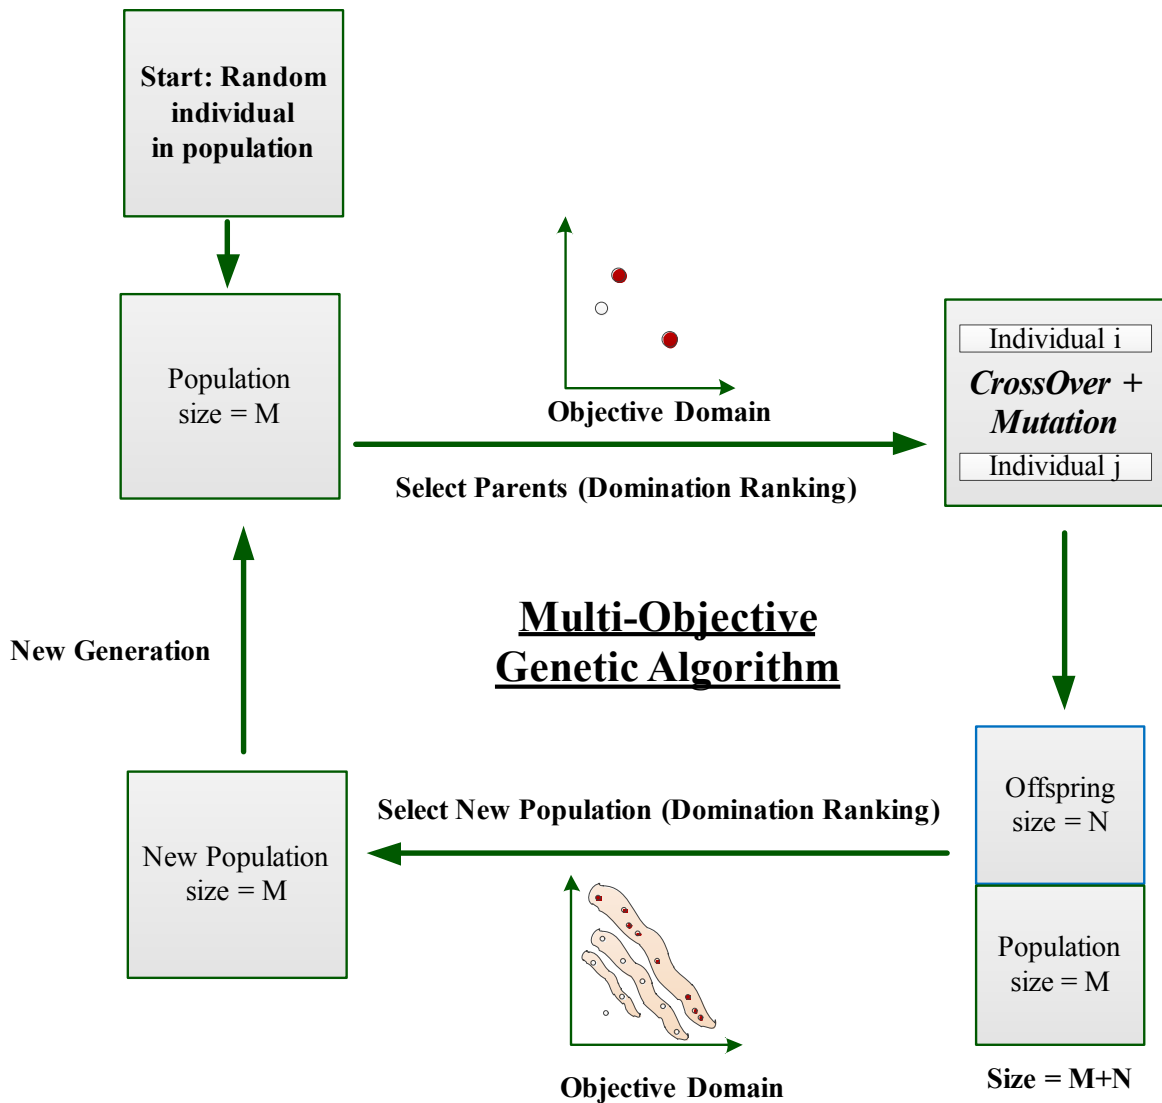 Start: Random
individual
in population
Population
size = M
Objective Domain
Select Parents (Domination Ranking)
Individual i
CrossOver +
Mutation
Individual j
Multi-Objective
Genetic Algorithm
New Generation
Offspring
size = N
Select New Population (Domination Ranking)
New Population
size = M
Population
size = M
Objective Domain
Size = M+N